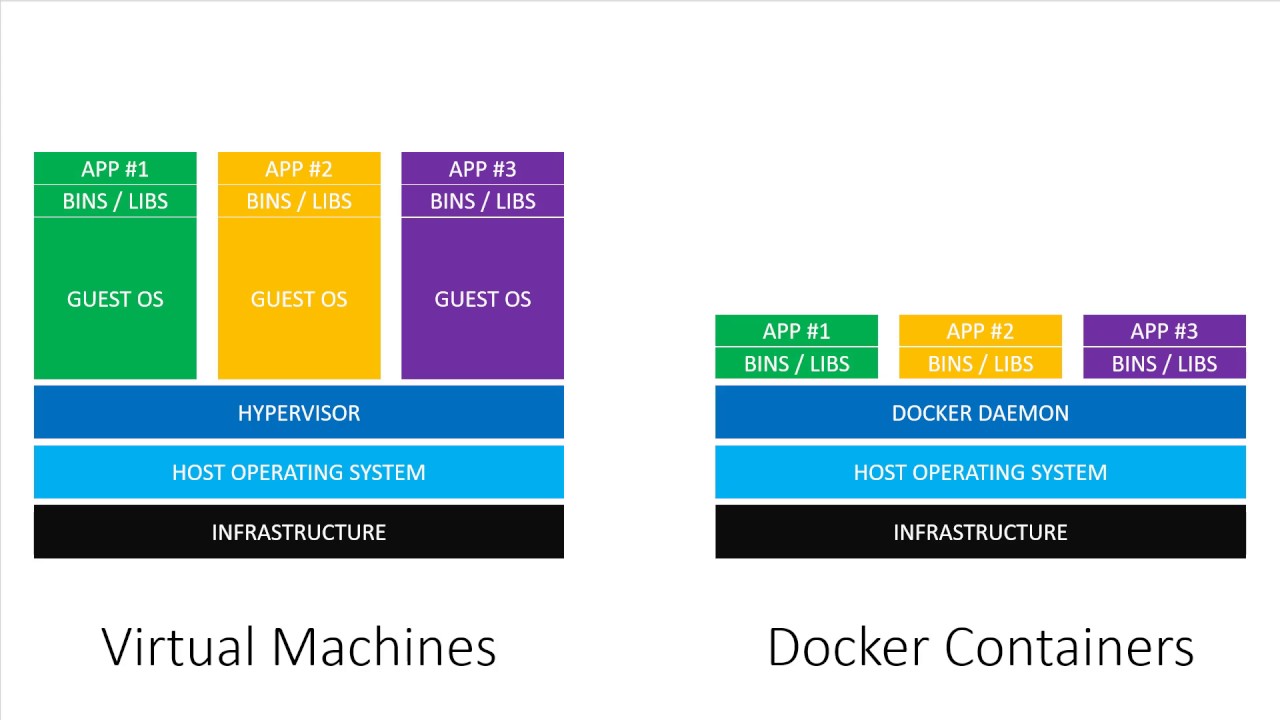 APP #1
BINS / LIBS
GUEST OS
APP #2
BINS / LIBS
GUEST OS
APP #3
BINS / LIBS
GUEST OS
HYPERVISOR
HOST OPERATING SYSTEM
INFRASTRUCTURE
Virtual Machines
APP #1
BINS / LIBS
APP #2
BINS / LIBS
APP #3
BINS / LIBS
DOCKER DAEMON
HOST OPERATING SYSTEM
INFRASTRUCTURE
Docker Containers